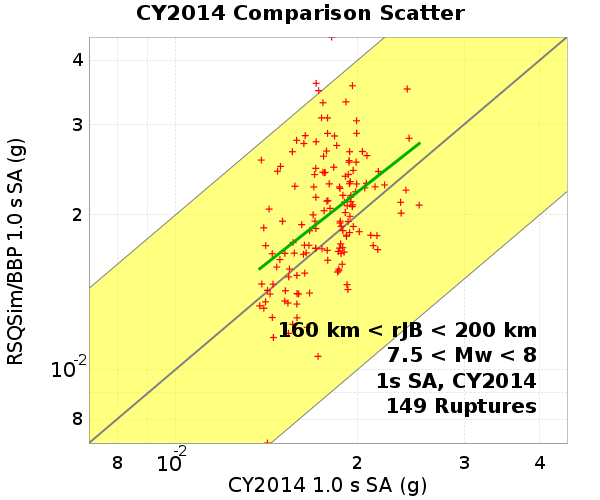 CY2014 Comparison Scatter
RSQSim/BBP 1.0 s SA (g)
4
3
2
10-2
8
160 km < rJB < 200 km
7.5 < Mw < 8
1s SA, CY2014
149 Ruptures
8 10-2 2 3 4
CY2014 1.0 s SA (g)